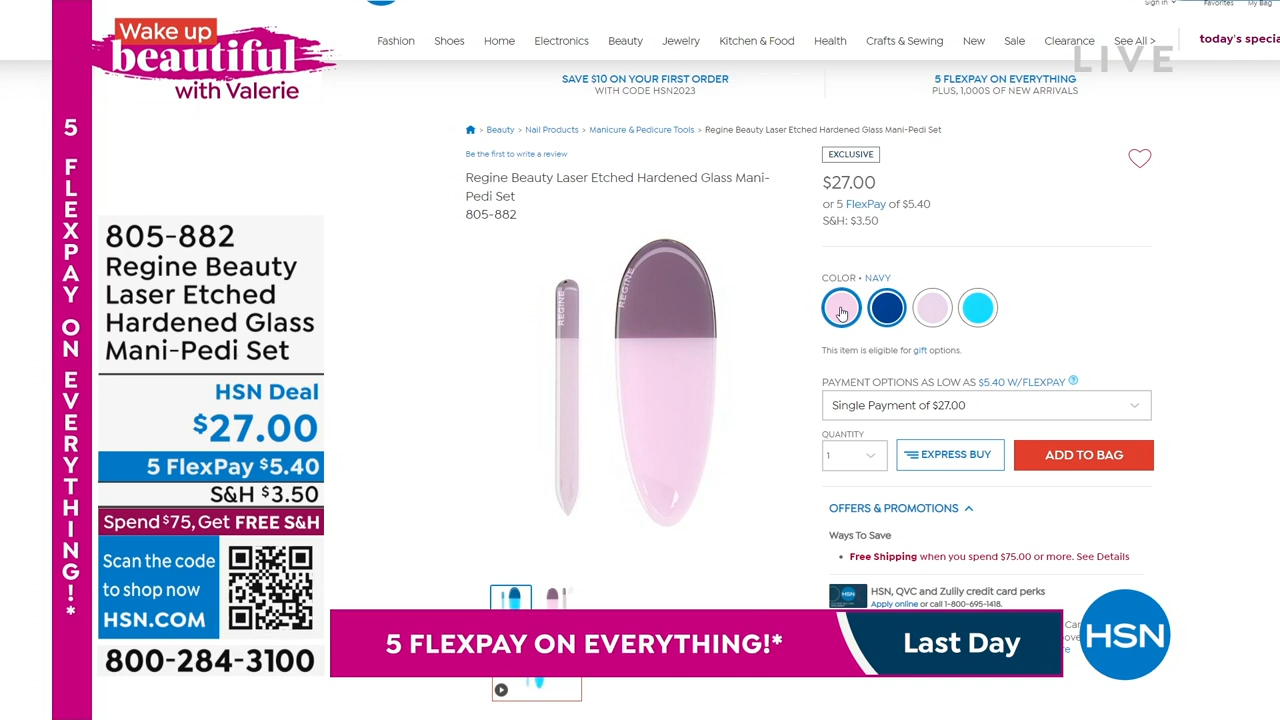 Wake up
beautiful
with Valerie
5 FLEXPAY ON EVERYTHING!*
805-882
Regine Beauty
Laser Etched
Hardened Glass
Mani-Pedi Set
HSN Deal
$27.00
5 FlexPay $5.40
S&H $3.50
Spend $75, Get FREE S&H
Scan the code
to shop now
HSN.COM
800-284-3100
Sign in
Favorites
My Bag
Fashion Shoes Home Electronics Beauty Jewelry Kitchen & Food Health Crafts & Sewing New Sale Clearance See All >
today's specia
LIVE
SAVE $10 ON YOUR FIRST ORDER
WITH CODE HSN2023
5 FLEXPAY ON EVERYTHING
PLUS, 1,000S OF NEW ARRIVALS
> Beauty > Nail Products > Manicure & Pedicure Tools > Regine Beauty Laser Etched Hardened Glass Mani-Pedi Set
Be the first to write a review
Regine Beauty Laser Etched Hardened Glass Mani-
Pedi Set
805-882
REGINE
REGINE
EXCLUSIVE
$27.00
or 5 FlexPay of $5.40
S&H: $3.50
COLOR • NAVY
This item is eligible for gift options.
PAYMENT OPTIONS AS LOW AS $5.40 W/FLEXPAY
Single Payment of $27.00
QUANTITY
1
EXPRESS BUY
ADD TO BAG
OFFERS & PROMOTIONS
Ways To Save
• Free Shipping when you spend $75.00 or more. See Details
HSN
HSN, QVC and Zulily credit card perks
Apply online or call 1-800-695-1418.
5 FLEXPAY ON EVERYTHING!*
Last Day
HSN